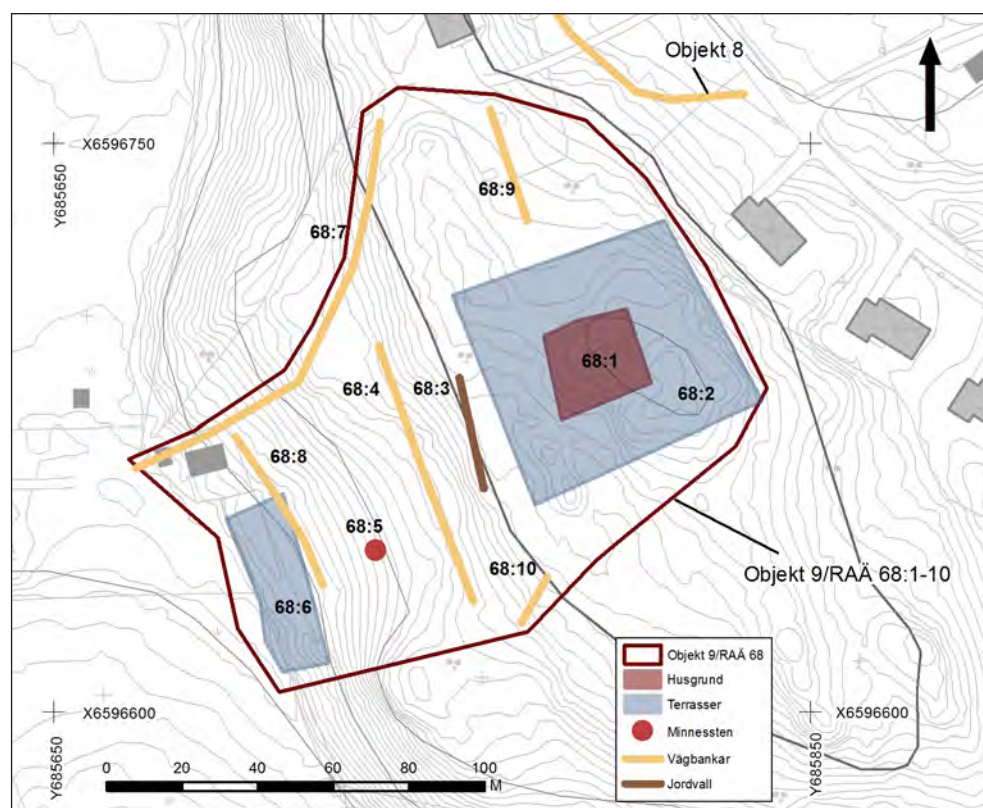 Objekt 8
X6596750
Y685650
68:9
68:7
68:1
68:3
68:4
68:2
68:8
68:5
68:10
Objekt 9/RAÄ 68:1-10
68:6
Objekt 9/RAÄ 68
Husgrund
Terrasser
Minnessten
Vägbankar
Jordvall
X6596600
X6596600
Y685650
Y685850
0 20 40 60 80 100
M